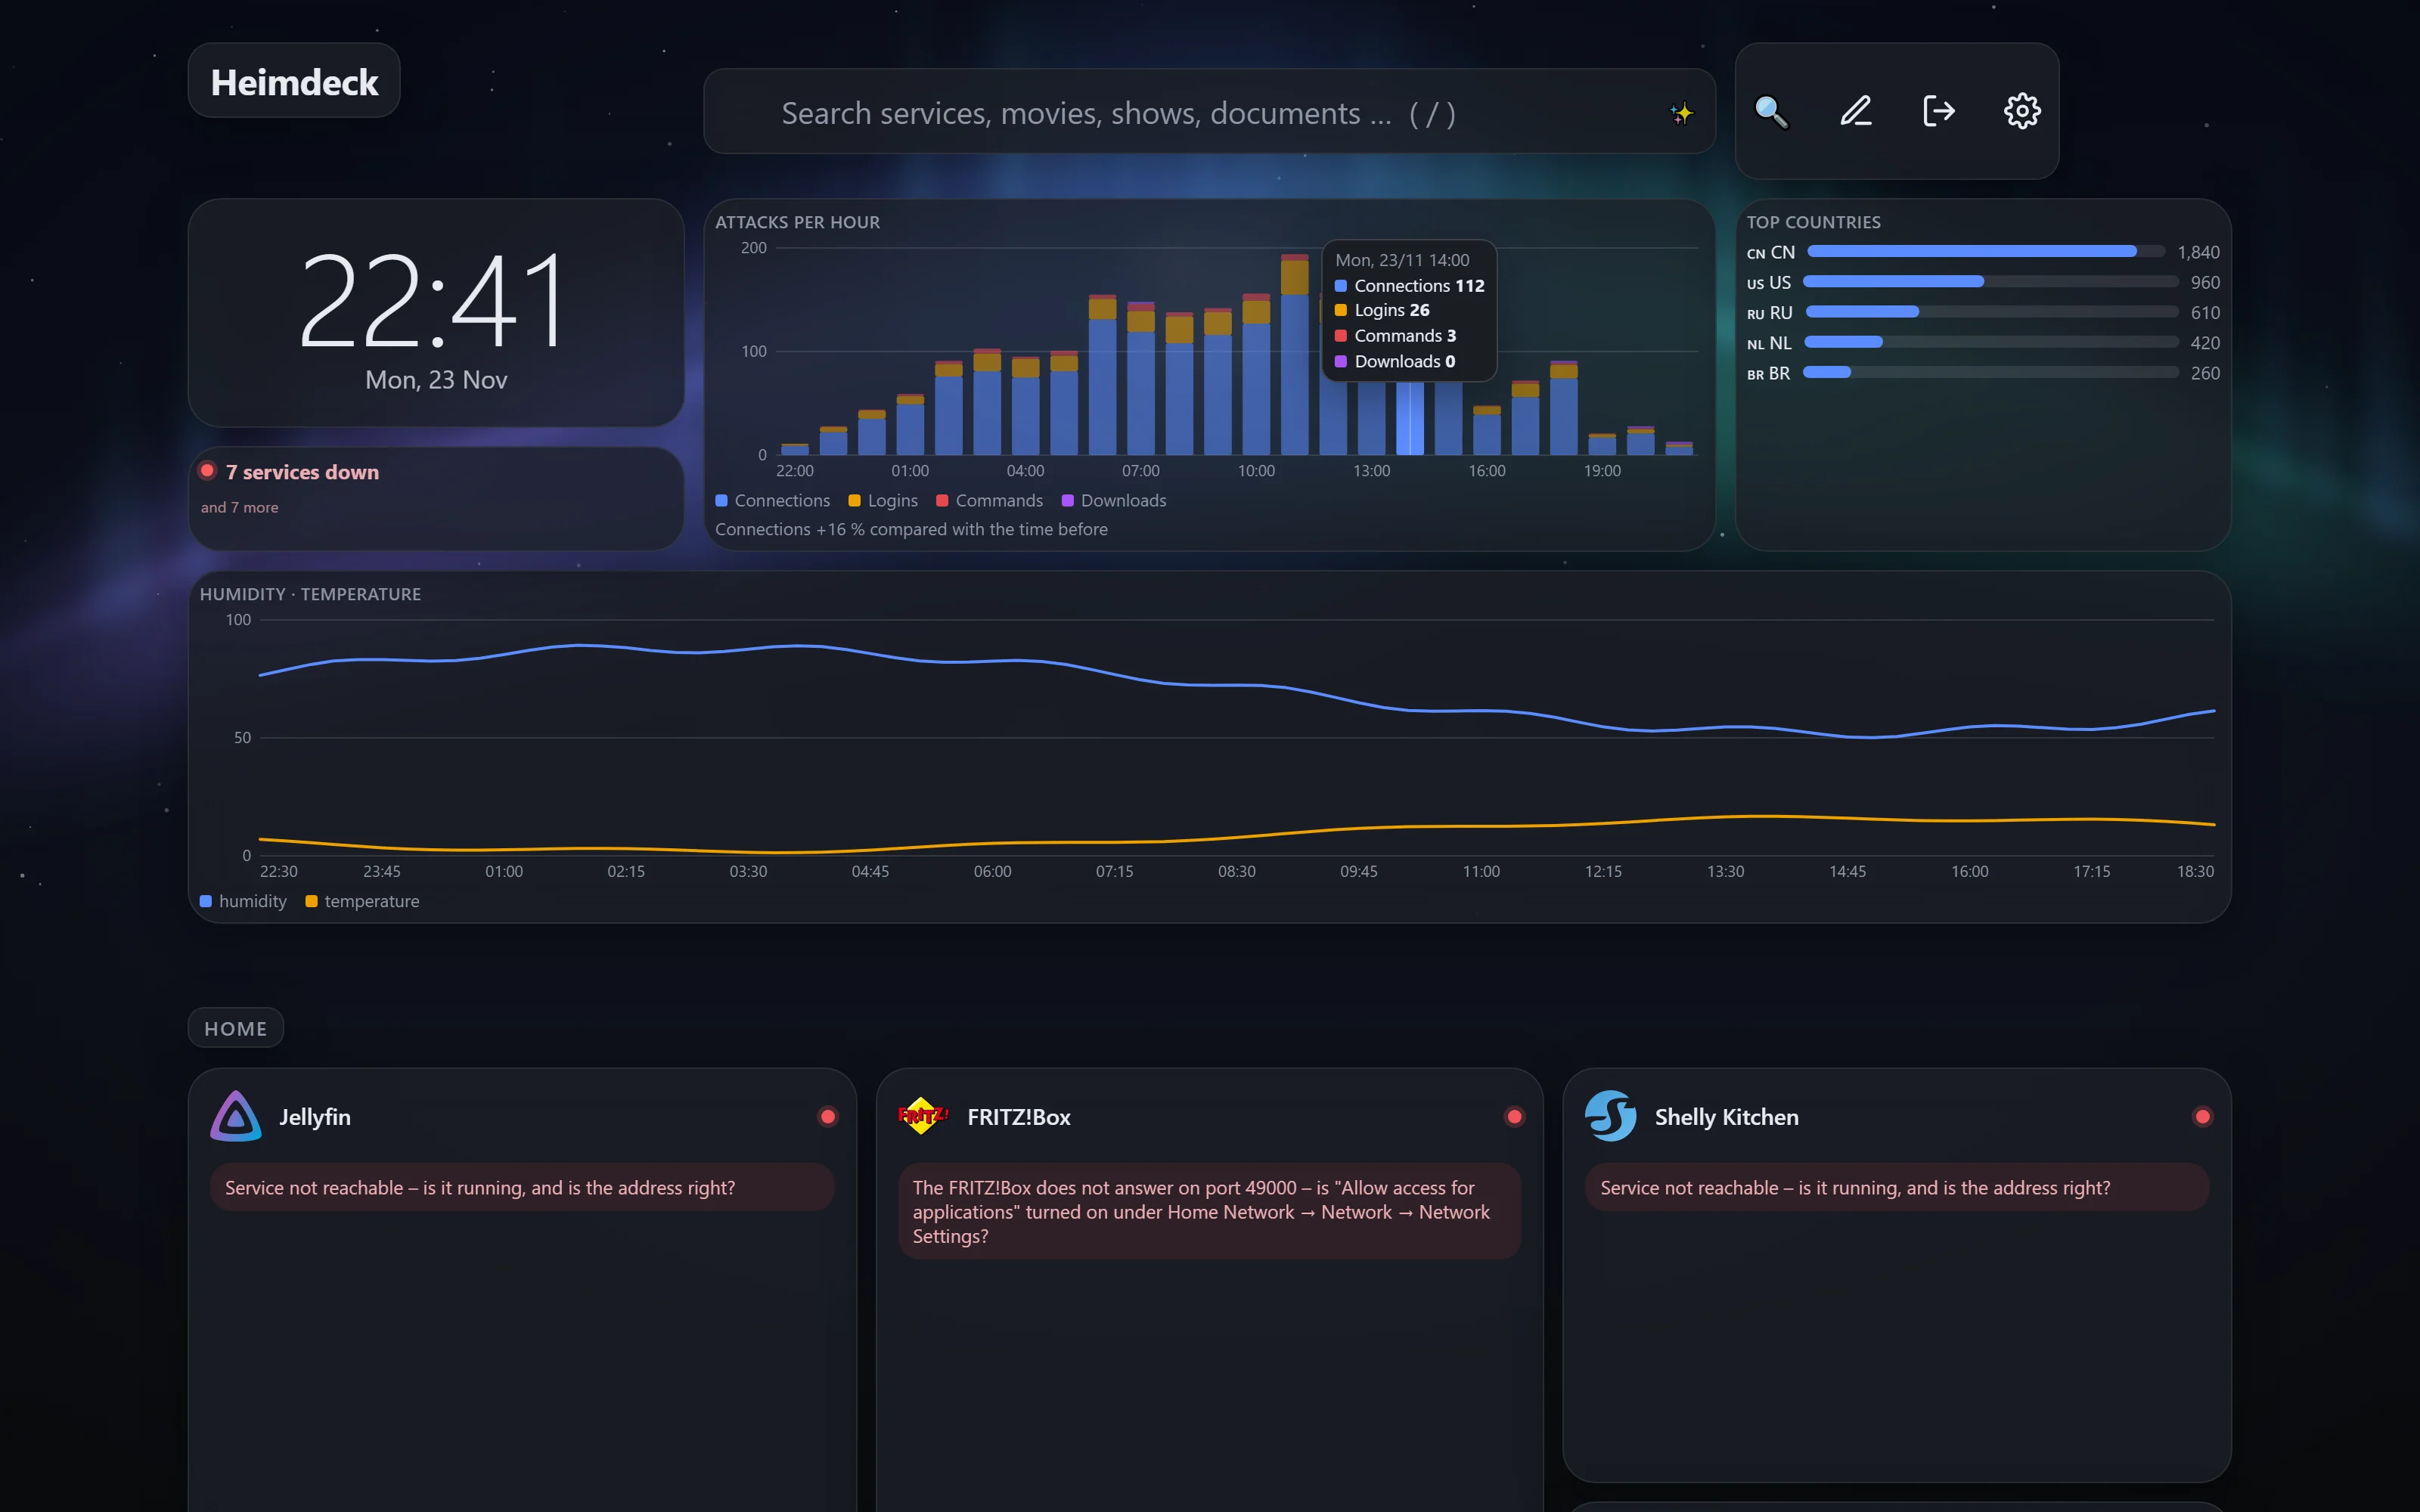 Heimdeck
Search services, movies, shows, documents ... ( / )
22:41
Mon, 23 Nov
7 services down
and 7 more
ATTACKS PER HOUR
200
100
0
22:00 01:00 04:00 07:00 10:00 13:00 16:00 19:00
Mon, 23/11 14:00
Connections 112
Logins 26
Commands 3
Downloads 0
Connections Logins Commands Downloads
Connections +16 % compared with the time before
TOP COUNTRIES
CN CN 1,840
US US 960
RU RU 610
NL NL 420
BR BR 260
HUMIDITY · TEMPERATURE
100
50
0
22:30 23:45 01:00 02:15 03:30 04:45 06:00 07:15 08:30 09:45 11:00 12:15 13:30 14:45 16:00 17:15 18:30
humidity temperature
HOME
Jellyfin
Service not reachable – is it running, and is the address right?
FRITZ!
FRITZ!Box
The FRITZ!Box does not answer on port 49000 – is "Allow access for
applications" turned on under Home Network → Network → Network
Settings?
Shelly Kitchen
Service not reachable – is it running, and is the address right?